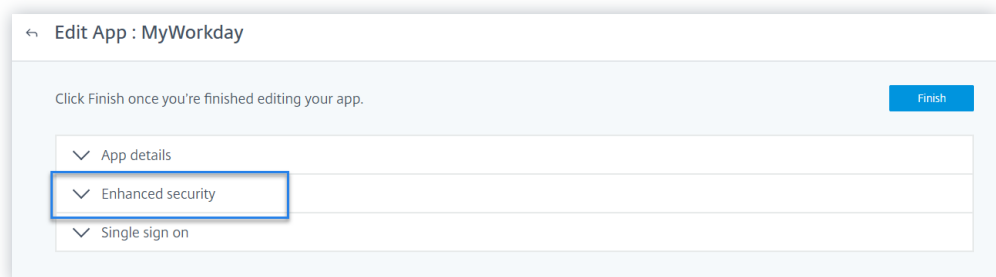 Edit App : MyWorkday
Click Finish once you're finished editing your app.
Finish
App details
Enhanced security
Single sign on